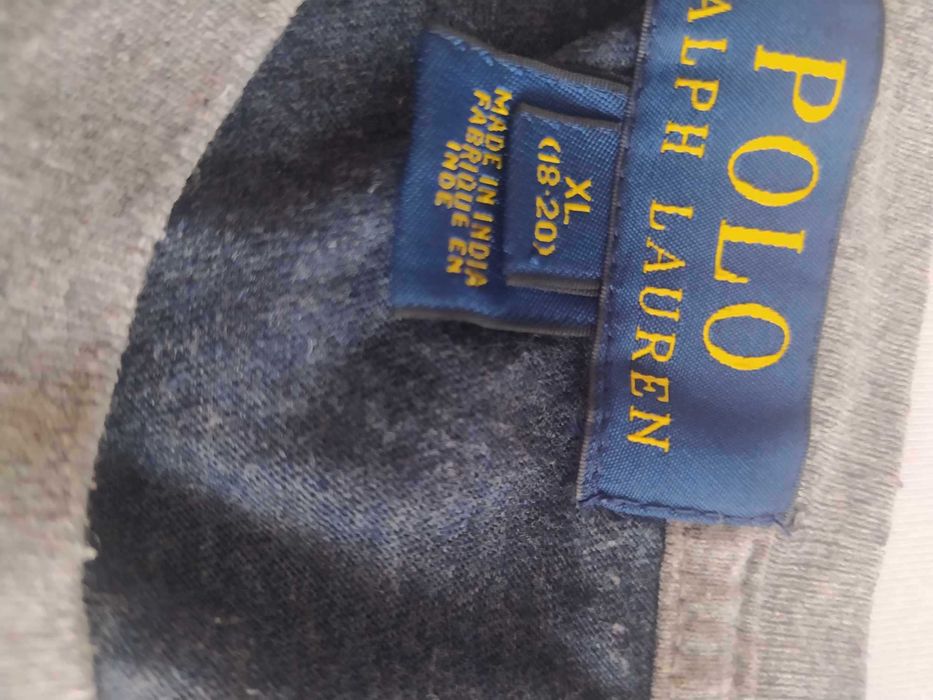 POLO
RALPH LAUREN
XL
(18-20)
MADE IN INDIA
FABRIQUE EN
INDE